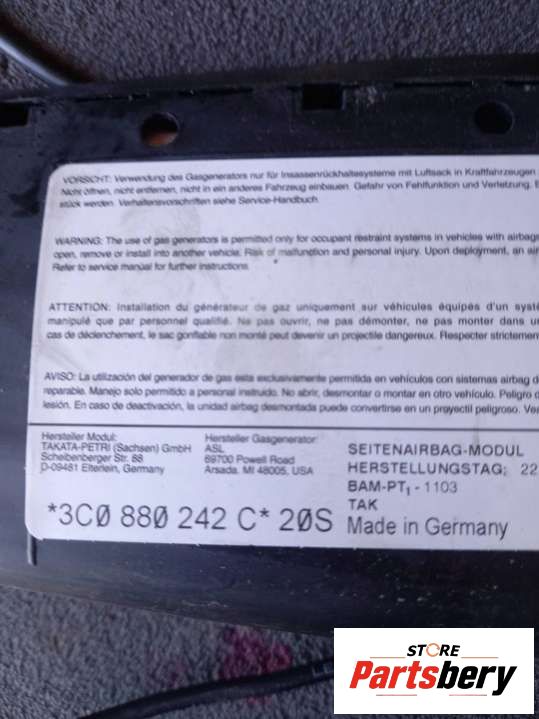 VORSICHT: Verwendung des Gasgenerators nur für Insassenrückhaltesysteme mit Luftsack in Kraftfahrzeugen
Nicht öffnen, nicht entfernen, nicht in ein anderes Fahrzeug einbauen. Gefahr von Fehlfunktion und Verletzung.
stück werden. Verhaltensvorschriften siehe Service-Handbuch.
WARNING: The use of gas generators is permitted only for occupant restraint systems in vehicles with airbags
open, remove or install into another vehicle. Risk of malfunction and personal injury. Upon deployment, an air
Refer to service manual for further instructions.
ATTENTION: Installation du générateur de gaz uniquement sur véhicules équipés d'un systè
manipulé que par personnel qualifié. Ne pas ouvrir, ne pas démonter, ne pas monter dans un
cas de déclenchement, le sac gonflable non monté peut devenir un projectile dangereux. Respecter strictement
AVISO: La utilización del generador de gas esta exclusivamente permitida en vehículos con sistemas airbag d
reparable. Manejo solo permitido a personal instruido. No abrir, desmontar o montar en otro vehículo. Peligro d
lesión. En caso de deactivación, la unidad airbag desmontada puede convertirse en un proyectil peligroso. Vea
Hersteller Modul:
TAKATA-PETRI (Sachsen) GmbH
Scheibenberger Str. 88
D-09481 Elterlein, Germany
Hersteller Gasgenerator:
ASL
69700 Powell Road
Arsada, MI 48005, USA
SEITENAIRBAG-MODUL
HERSTELLUNGSTAG: 22
BAM-PT₁ - 1103
TAK
Made in Germany
*3C0 880 242 C* 20S
STORE
Partsbery